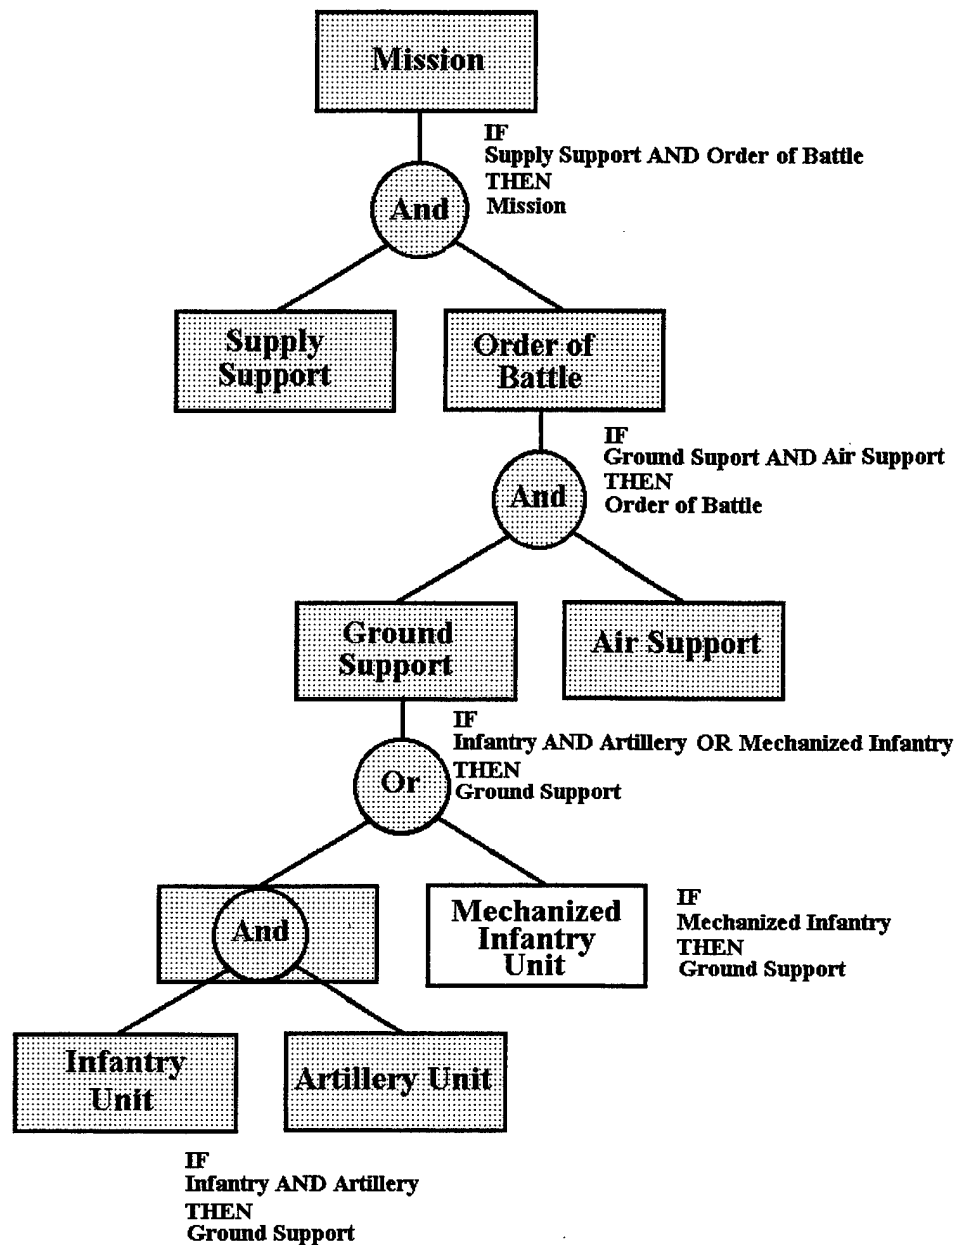 Mission
IF
Supply Support AND Order of Battle
THEN
Mission
And
Supply
Support
Order of
Battle
IF
Ground Suport AND Air Support
THEN
Order of Battle
And
Ground
Support
Air Support
IF
Infantry AND Artillery OR Mechanized Infantry
THEN
Ground Support
Or
And
Mechanized
Infantry
Unit
IF
Mechanized Infantry
THEN
Ground Support
Infantry
Unit
Artillery Unit
IF
Infantry AND Artillery
THEN
Ground Support